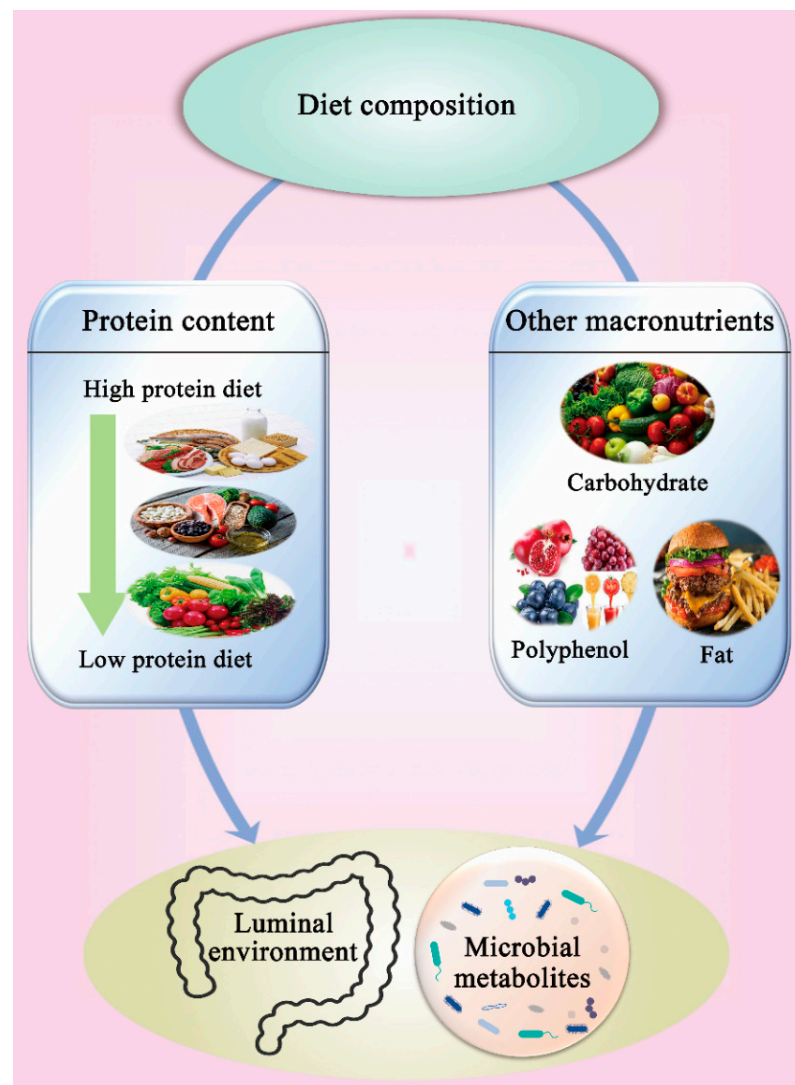 Diet composition
Protein content
High protein diet
Low protein diet
Other macronutrients
Carbohydrate
Polyphenol
Fat
Luminal
environment
Microbial
metabolites